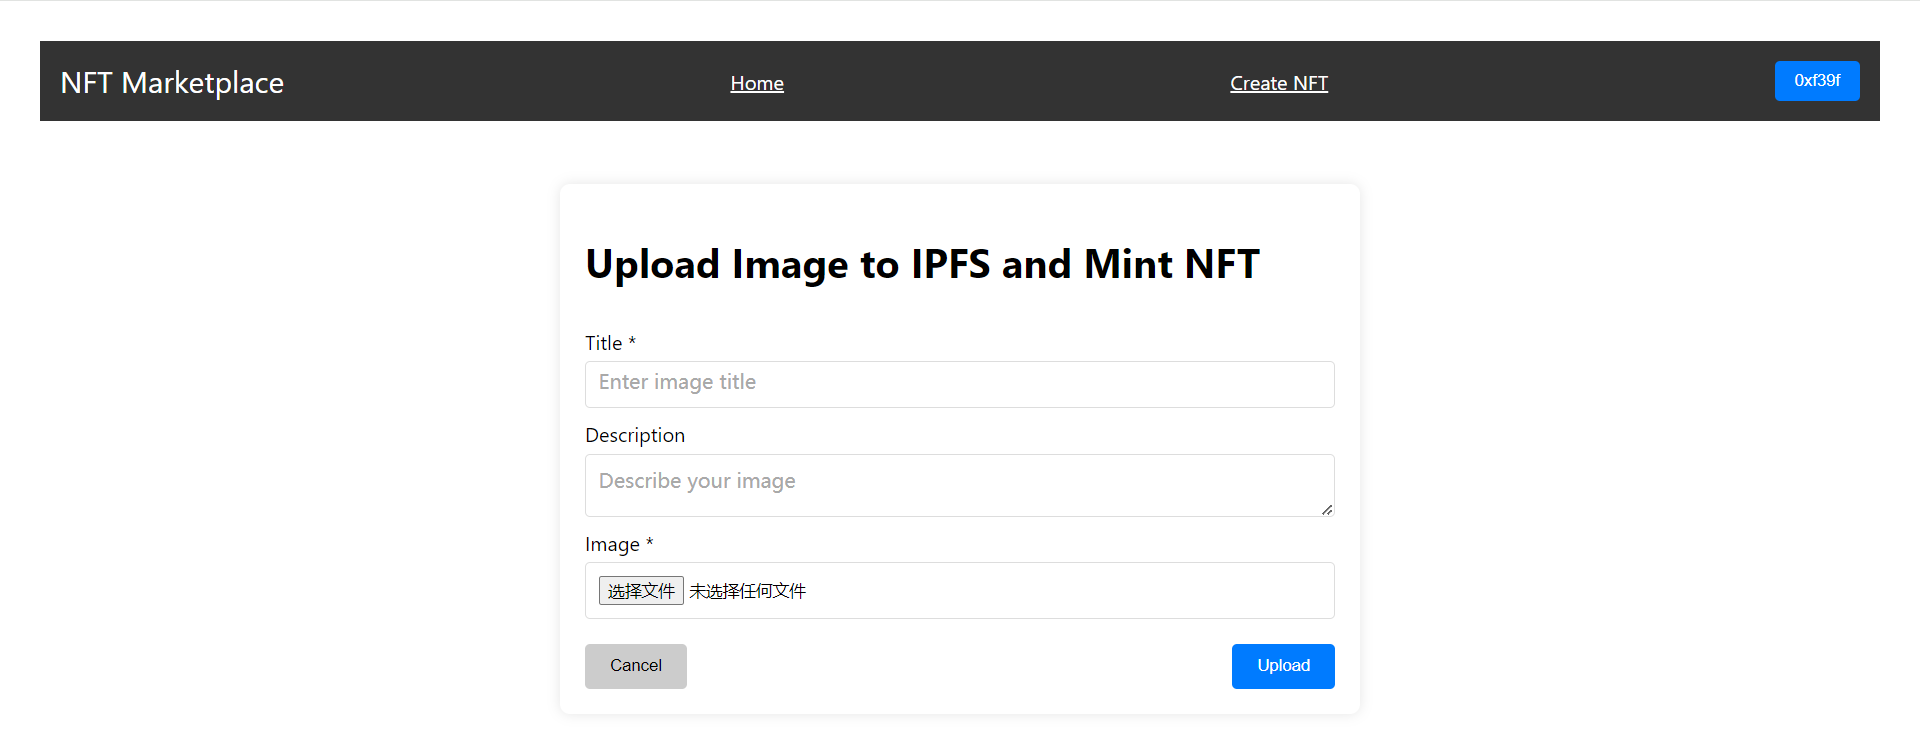 NFT Marketplace Home Create NFT 0xf39f
Upload Image to IPFS and Mint NFT
Title *
Enter image title
Description
Describe your image
Image *
选择文件 未选择任何文件
Cancel Upload